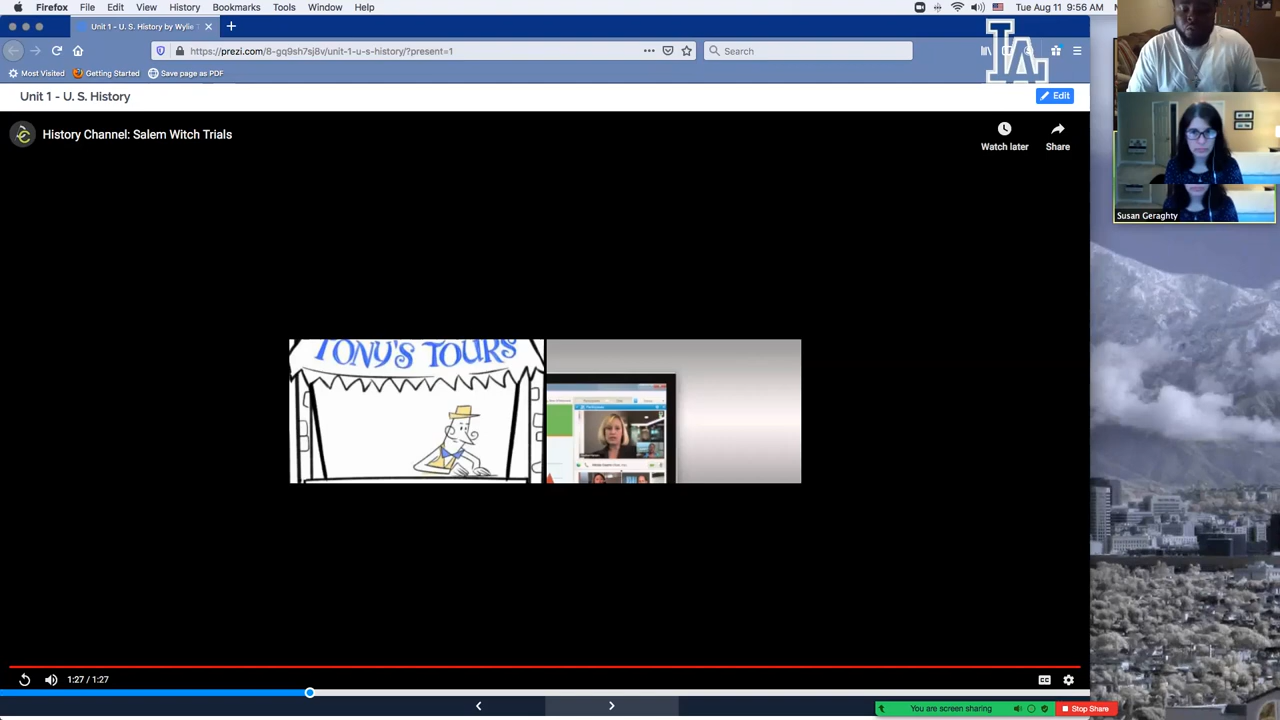 Firefox File Edit View History Bookmarks Tools Window Help
Tue Aug 11 9:56 AM
Unit 1 - U. S. History by Wylie
https://prezi.com/8-gq9sh7sj8v/unit-1-u-s-history/?present=1
Search
LA
Most Visited Getting Started Save page as PDF
Unit 1 - U. S. History
Edit
History Channel: Salem Witch Trials
Watch later
Share
Susan Geraghty
TONY'S TOURS
1:27 / 1:27
CC
You are screen sharing
Stop Share